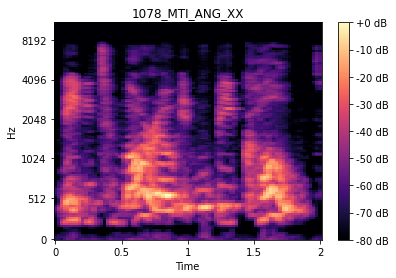 1078_MTI_ANG_XX
8192
4096
2048
1024
512
0
Hz
0 0.5 1 1.5 2
Time
+0 dB
-10 dB
-20 dB
-30 dB
-40 dB
-50 dB
-60 dB
-70 dB
-80 dB